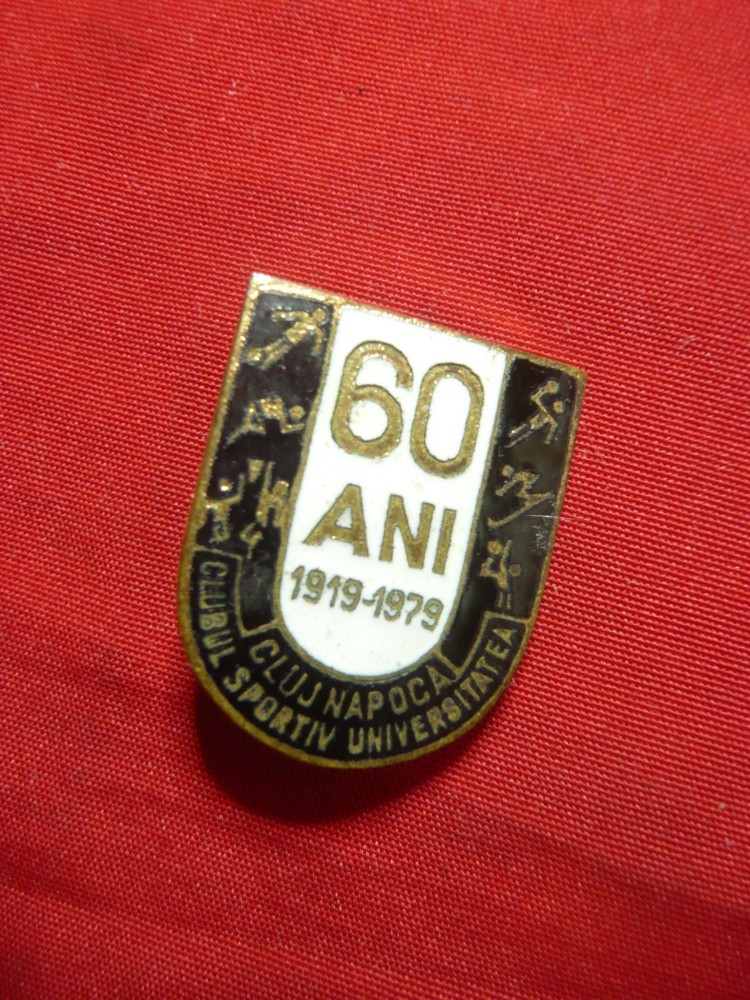 60
ANI
1919-1979
CLUJ NAPOCA
CLUBUL SPORTIV UNIVERSITATEA